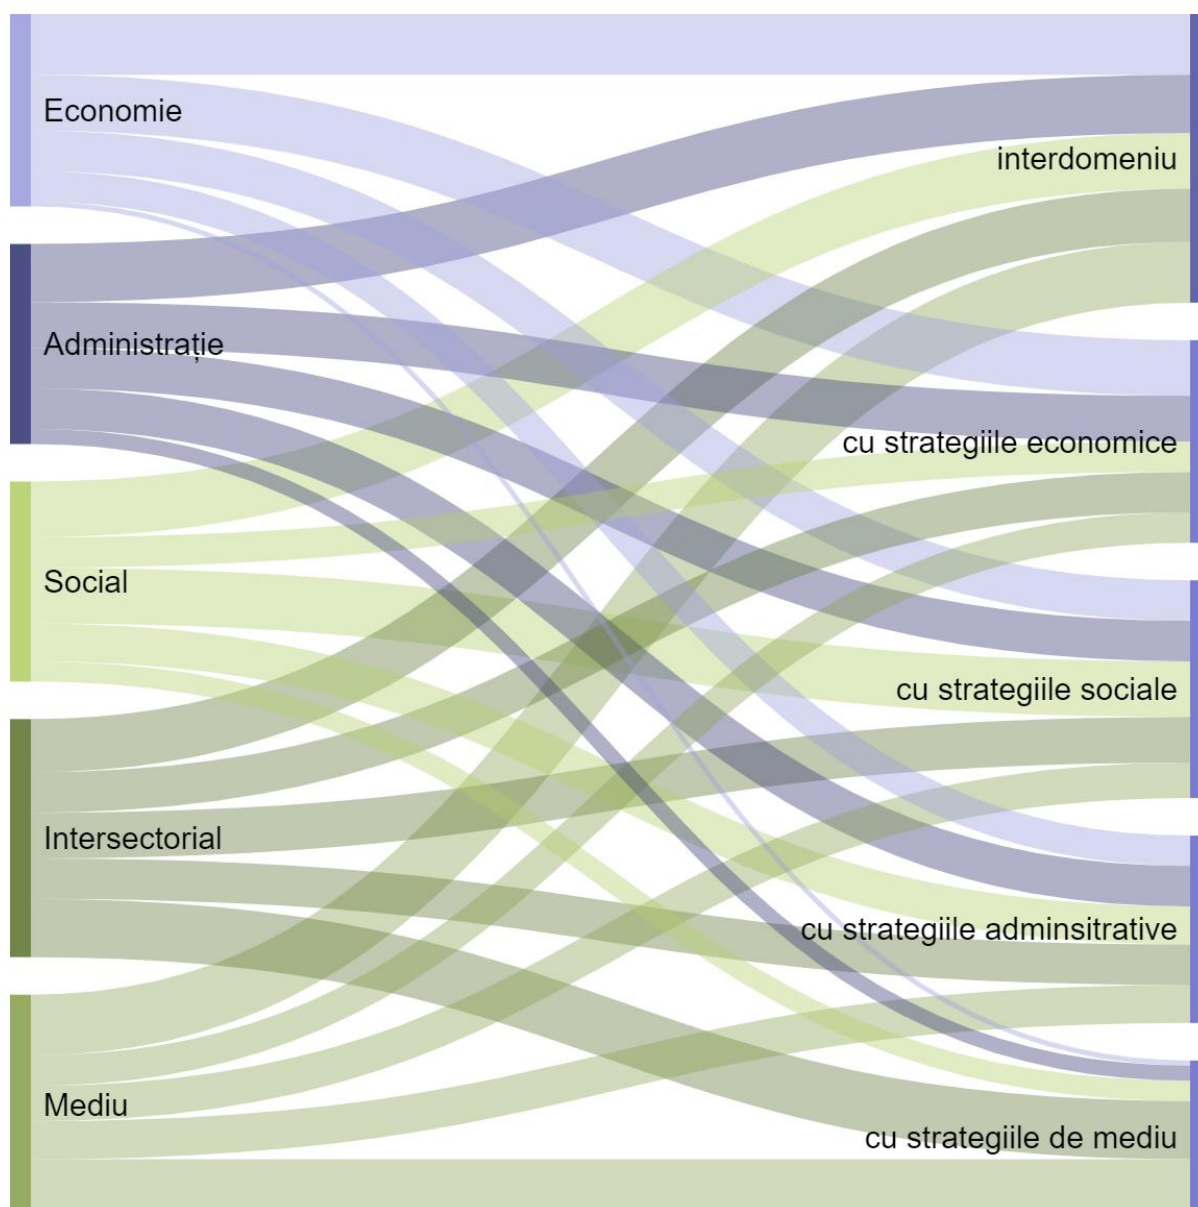 Economie
Administrație
Social
Intersectorial
Mediu
interdomeniu
cu strategiile economice
cu strategiile sociale
cu strategiile adminsitrative
cu strategiile de mediu